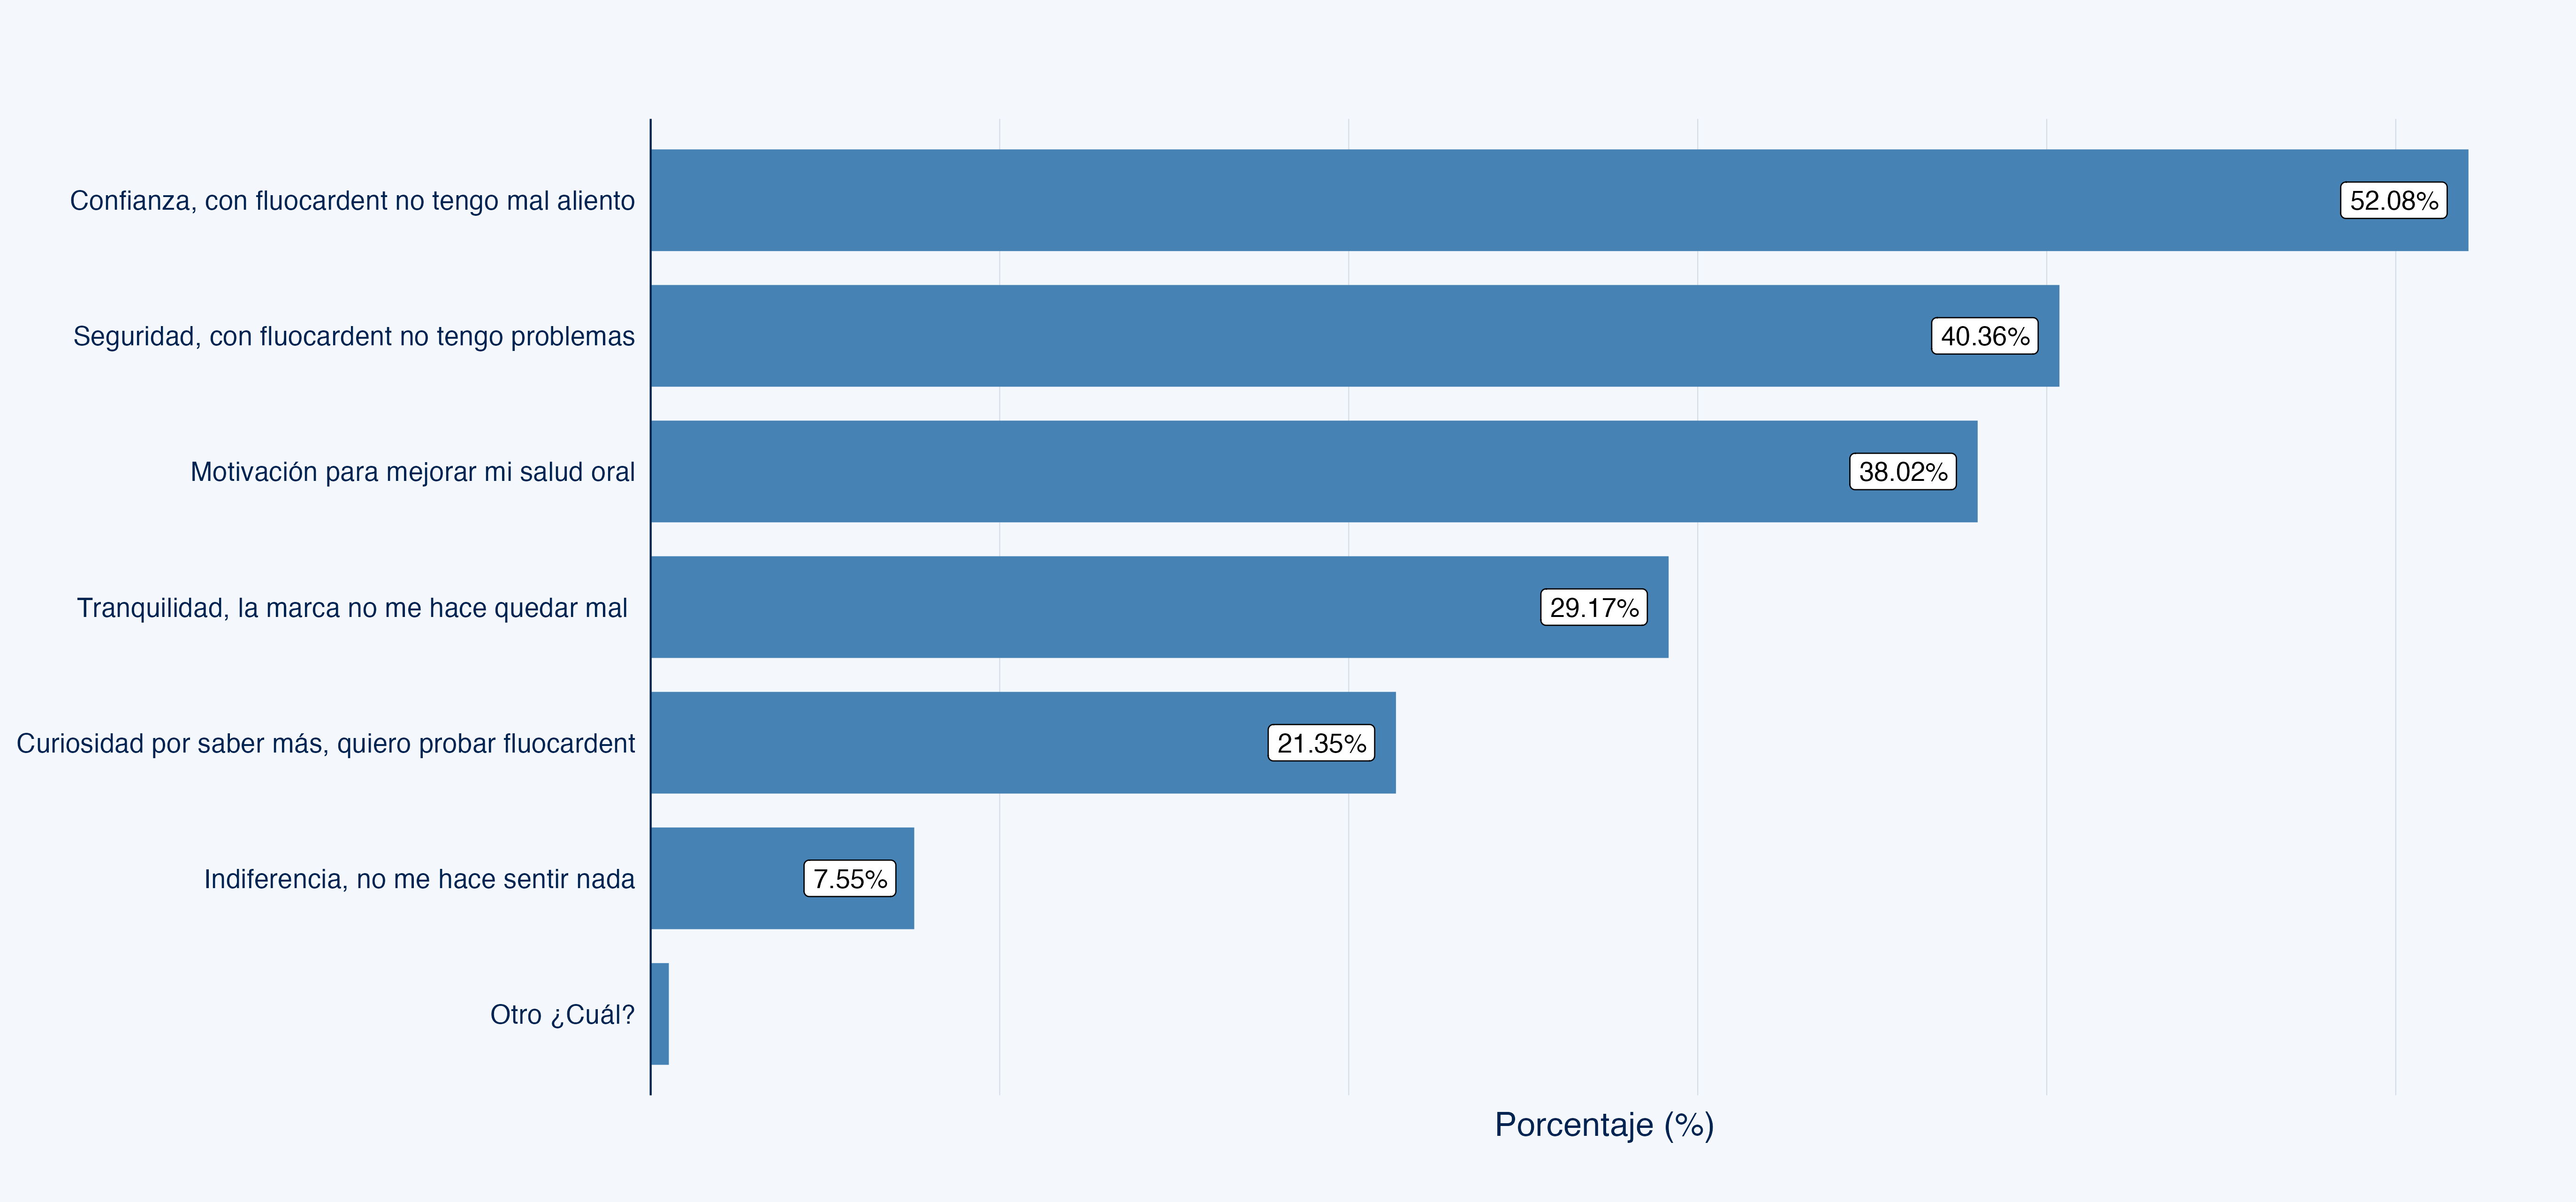 Confianza, con fluocardent no tengo mal aliento 52.08%
Seguridad, con fluocardent no tengo problemas 40.36%
Motivación para mejorar mi salud oral 38.02%
Tranquilidad, la marca no me hace quedar mal 29.17%
Curiosidad por saber más, quiero probar fluocardent 21.35%
Indiferencia, no me hace sentir nada 7.55%
Otro ¿Cuál?
Porcentaje (%)